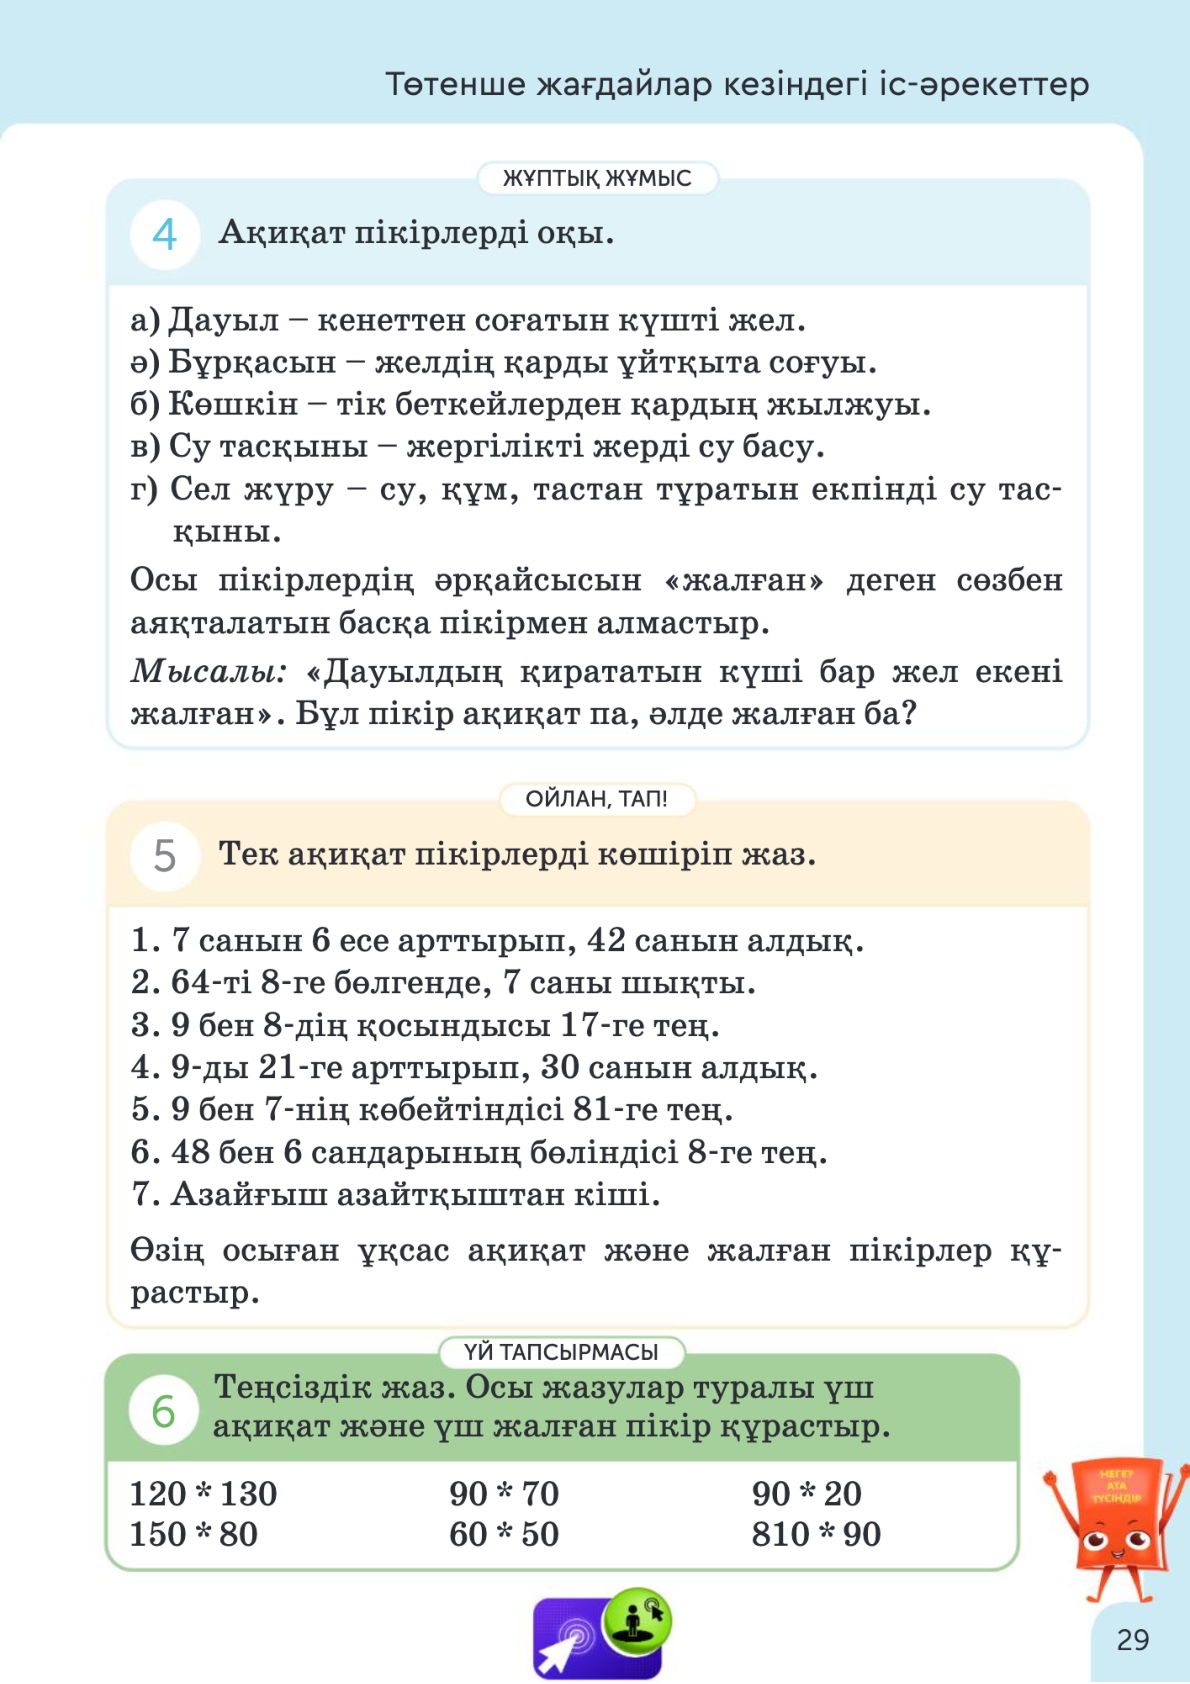 Төтенше жағдайлар кезіндегі іс-әрекеттер
ЖҰПТЫҚ ЖҰМЫС
4 Ақиқат пікірлерді оқы.
а) Дауыл – кенеттен соғатын күшті жел.
ә) Бұрқасын – желдің қарды ұйтқыта соғуы.
б) Көшкін – тік беткейлерден қардың жылжуы.
в) Су тасқыны – жергілікті жерді су басу.
г) Сел жүру – су, құм, тастан тұратын екпінді су тас-
қыны.
Осы пікірлердің әрқайсысын «жалған» деген сөзбен
аяқталатын басқа пікірмен алмастыр.
Мысалы: «Дауылдың қирататын күші бар жел екені
жалған». Бұл пікір ақиқат па, әлде жалған ба?
ОЙЛАН, ТАП!
5 Тек ақиқат пікірлерді көшіріп жаз.
1. 7 санын 6 есе арттырып, 42 санын алдық.
2. 64-ті 8-ге бөлгенде, 7 саны шықты.
3. 9 бен 8-дің қосындысы 17-ге тең.
4. 9-ды 21-ге арттырып, 30 санын алдық.
5. 9 бен 7-нің көбейтіндісі 81-ге тең.
6. 48 бен 6 сандарының бөліндісі 8-ге тең.
7. Азайғыш азайтқыштан кіші.
Өзің осыған ұқсас ақиқат және жалған пікірлер құ-
растыр.
ҮЙ ТАПСЫРМАСЫ
6 Теңсіздік жаз. Осы жазулар туралы үш
ақиқат және үш жалған пікір құрастыр.
120 * 130 90 * 70 90 * 20
150 * 80 60 * 50 810 * 90
НЕГЕ?
АТА
ТҮСІНДІР
29